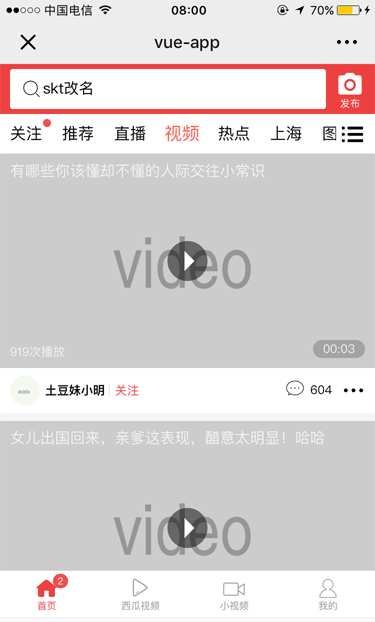 中国电信 08:00 70%
vue-app
skt改名 发布
关注 推荐 直播 视频 热点 上海 图
有哪些你该懂却不懂的人际交往小常识
video
919次播放 00:03
土豆妹小明 关注 604
女儿出国回来，亲爹这表现，醋意太明显！哈哈
video
2
首页 西瓜视频 小视频 我的